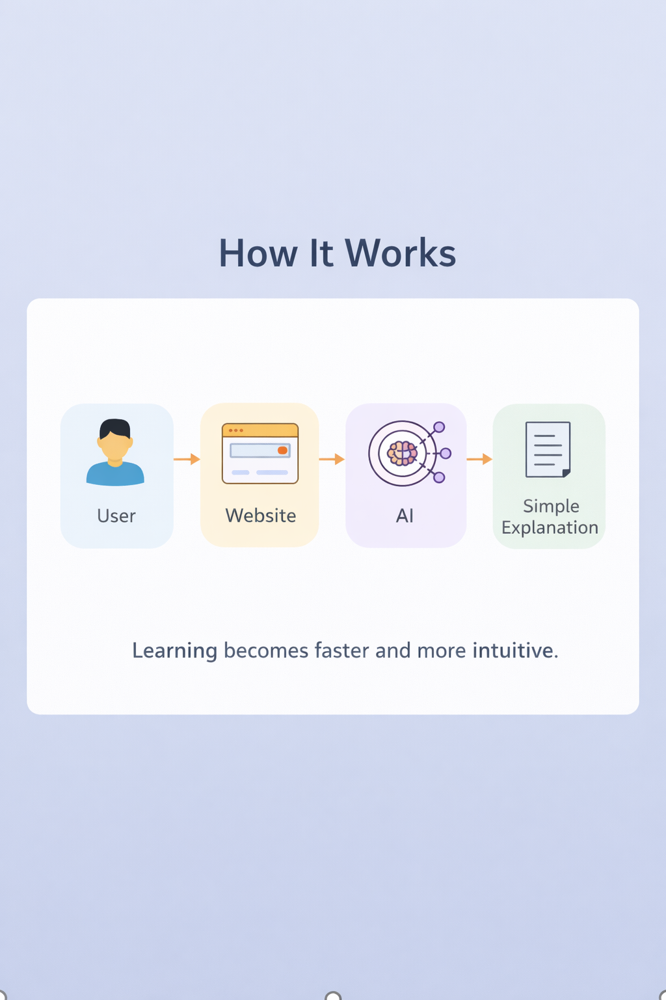 How It Works
User
Website
AI
Simple
Explanation
Learning becomes faster and more intuitive.